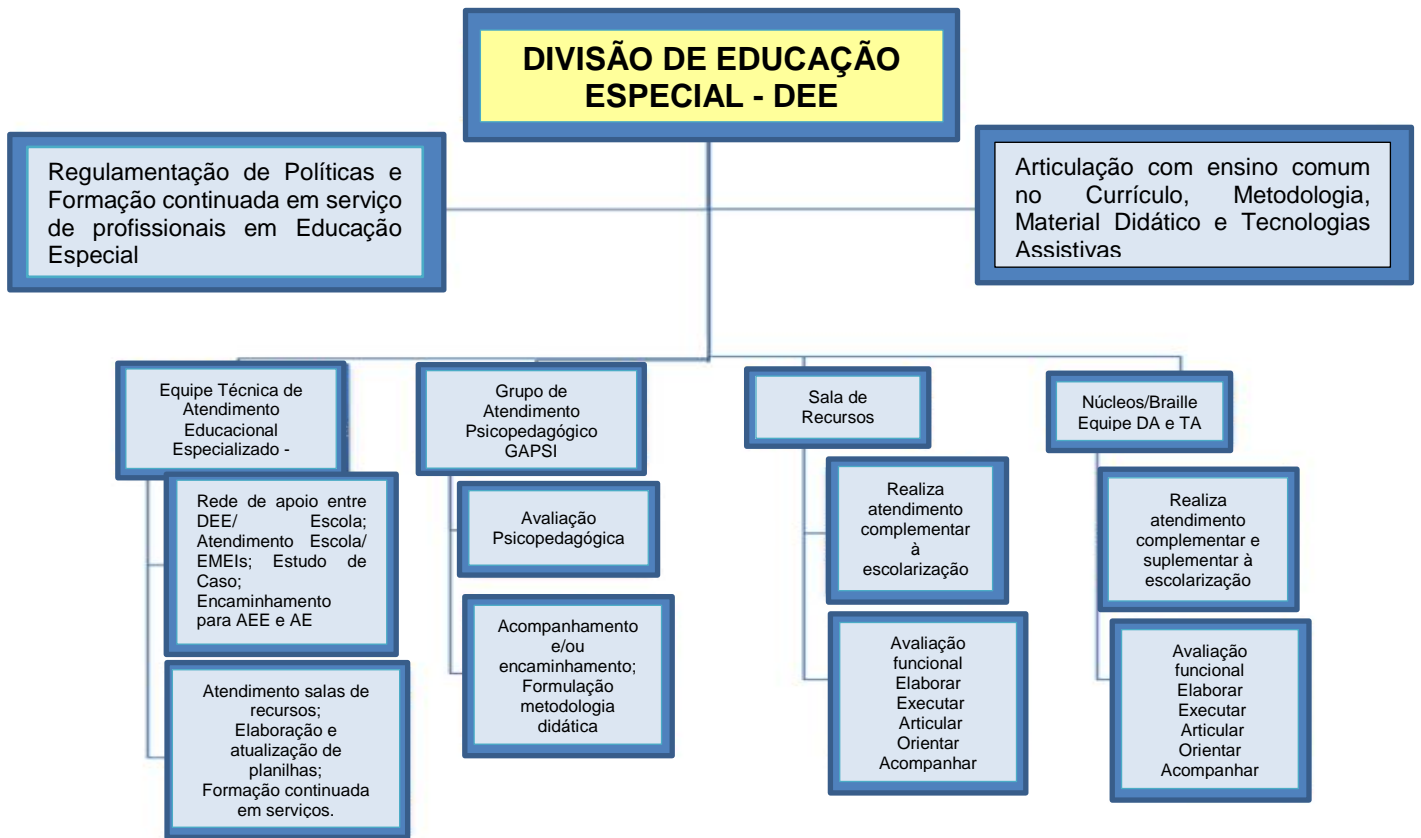 DIVISÃO DE EDUCAÇÃO
ESPECIAL - DEE
Regulamentação de Políticas e
Formação continuada em serviço
de profissionais em Educação
Especial
Articulação com ensino comum
no Currículo, Metodologia,
Material Didático e Tecnologias
Assistivas
Equipe Técnica de
Atendimento
Educacional
Especializado -
Rede de apoio entre
DEE/ Escola;
Atendimento Escola/
EMEIs; Estudo de
Caso;
Encaminhamento
para AEE e AE
Atendimento salas de
recursos;
Elaboração e
atualização de
planilhas;
Formação continuada
em serviços.
Grupo de
Atendimento
Psicopedagógico
GAPSI
Avaliação
Psicopedagógica
Acompanhamento
e/ou
encaminhamento;
Formulação
metodologia
didática
Sala de
Recursos
Realiza
atendimento
complementar
à
escolarização
Avaliação
funcional
Elaborar
Executar
Articular
Orientar
Acompanhar
Núcleos/Braille
Equipe DA e TA
Realiza
atendimento
complementar e
suplementar à
escolarização
Avaliação
funcional
Elaborar
Executar
Articular
Orientar
Acompanhar